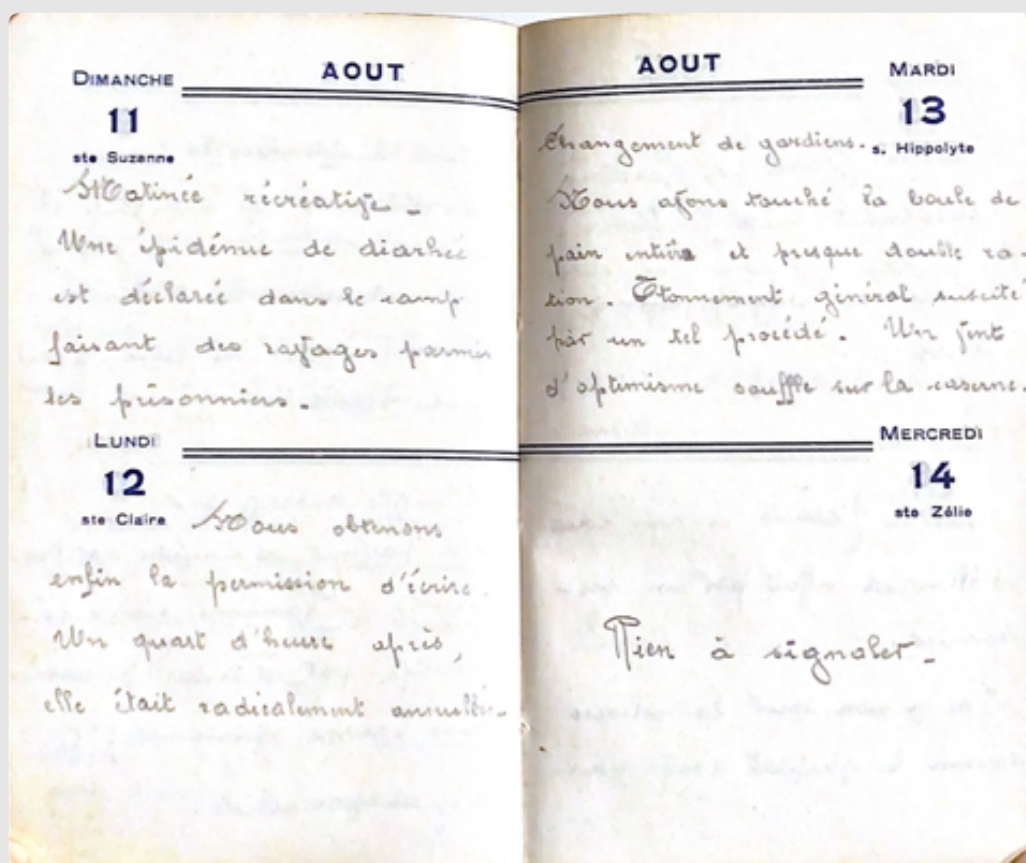 DIMANCHE
AOUT
11
ste Suzanne
Matinée récréative -
Une épidémie de diarhée
est déclarée dans le camp
faisant des ravages parmis
les prisonniers.
LUNDI
12
ste Claire
Nous obtenons
enfin la permission d'écrire.
Un quart d'heure après,
elle était radicalement annulée.
AOUT
MARDI
13
s. Hippolyte
Changement de gardiens.
Nous avons touché la boule de
pain entière et presque double ra-
tion. Etonnement général suscité
par un tel procédé. Un vent
d'optimisme souffle sur la caserne.
MERCREDI
14
ste Zélie
Rien à signaler -